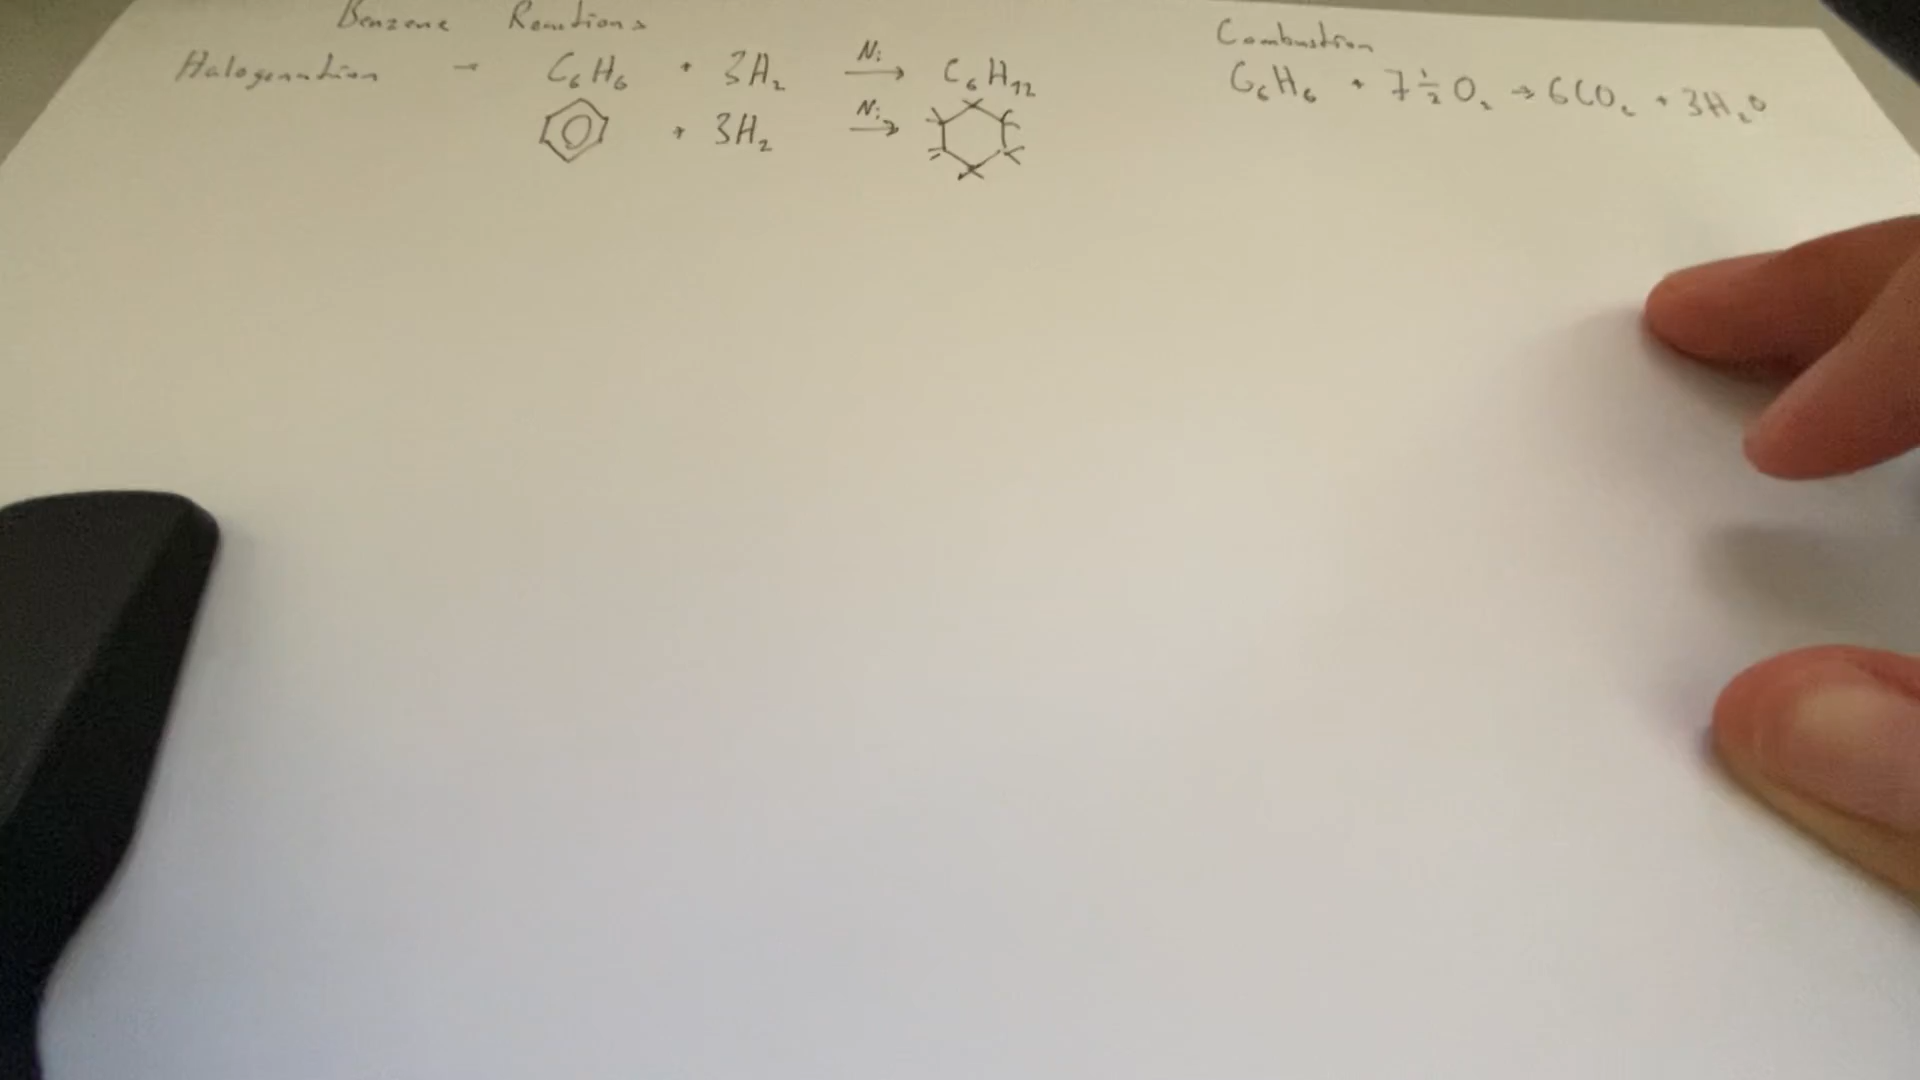 Benzene Reactions
Halogenation - C₆H₆ + 3H₂ →Ni C₆H₁₂
+ 3H₂ →Ni
Combustion
C₆H₆ + 7½O₂ → 6CO₂ + 3H₂O